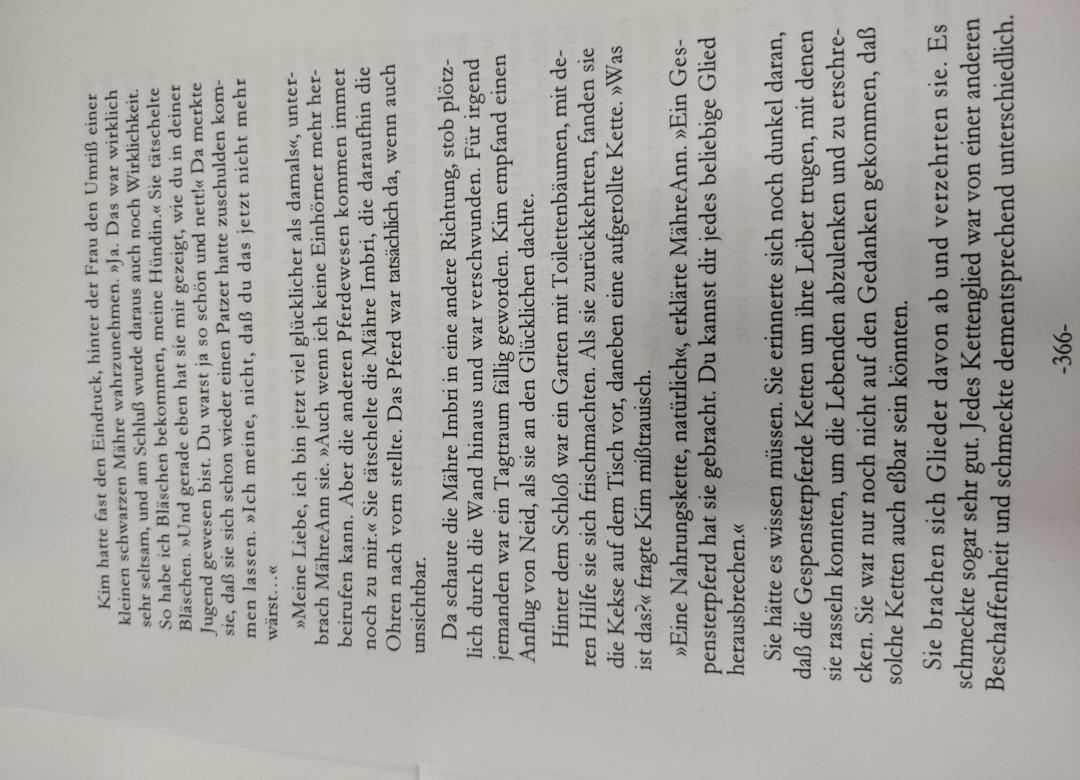 Kim hatte fast den Eindruck, hinter der Frau den Umriß einer
kleinen schwarzen Mähre wahrzunehmen. »Ja. Das war wirklich
sehr seltsam, und am Schluß wurde daraus auch noch Wirklichkeit.
So habe ich Bläschen bekommen, meine Hündin.« Sie tätschelte
Bläschen. »Und gerade eben hat sie mir gezeigt, wie du in deiner
Jugend gewesen bist. Du warst ja so schön und nett!« Da merkte
sie, daß sie sich schon wieder einen Patzer hatte zuschulden kom-
men lassen. »Ich meine, nicht, daß du das jetzt nicht mehr
wärst...«
»Meine Liebe, ich bin jetzt viel glücklicher als damals«, unter-
brach MähreAnn sie. »Auch wenn ich keine Einhörner mehr her-
beirufen kann. Aber die anderen Pferdewesen kommen immer
noch zu mir.« Sie tätschelte die Mähre Imbri, die daraufhin die
Ohren nach vorn stellte. Das Pferd war tatsächlich da, wenn auch
unsichtbar.
Da schaute die Mähre Imbri in eine andere Richtung, stob plötz-
lich durch die Wand hinaus und war verschwunden. Für irgend
jemanden war ein Tagtraum fällig geworden. Kim empfand einen
Anflug von Neid, als sie an den Glücklichen dachte.
Hinter dem Schloß war ein Garten mit Toilettenbäumen, mit de-
ren Hilfe sie sich frischmachten. Als sie zurückkehrten, fanden sie
die Kekse auf dem Tisch vor, daneben eine aufgerollte Kette. »Was
ist das?« fragte Kim mißtrauisch.
»Eine Nahrungskette, natürlich«, erklärte MähreAnn. »Ein Ges-
pensterpferd hat sie gebracht. Du kannst dir jedes beliebige Glied
herausbrechen.«
Sie hätte es wissen müssen. Sie erinnerte sich noch dunkel daran,
daß die Gespensterpferde Ketten um ihre Leiber trugen, mit denen
sie rasseln konnten, um die Lebenden abzulenken und zu erschre-
cken. Sie war nur noch nicht auf den Gedanken gekommen, daß
solche Ketten auch eßbar sein könnten.
Sie brachen sich Glieder davon ab und verzehrten sie. Es
schmeckte sogar sehr gut. Jedes Kettenglied war von einer anderen
Beschaffenheit und schmeckte dementsprechend unterschiedlich.
-366-